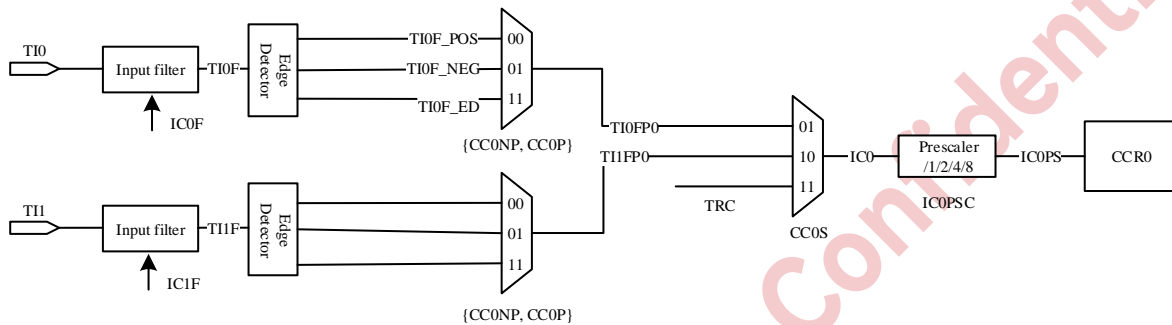 TI0
Input filter
TI0F
IC0F
Edge
Detector
TI0F_POS
TI0F_NEG
TI0F_ED
00
01
11
{CC0NP, CC0P}
TI0FP0
TI1FP0
TRC
01
10
11
CC0S
IC0
Prescaler
/1/2/4/8
IC0PSC
IC0PS
CCR0
TI1
Input filter
TI1F
IC1F
Edge
Detector
00
01
11
{CC0NP, CC0P}
Confidenti